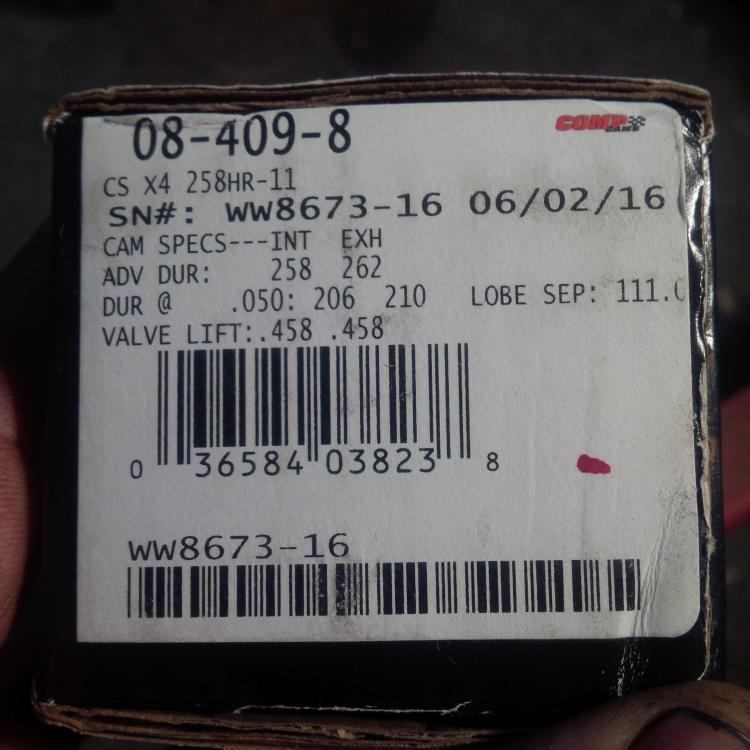 08-409-8
COMP CAMS
CS X4 258HR-11
SN#: WW8673-16 06/02/16
CAM SPECS---INT EXH
ADV DUR: 258 262
DUR @ .050: 206 210 LOBE SEP: 111.0
VALVE LIFT:.458 .458
0 36584 03823 8
WW8673-16